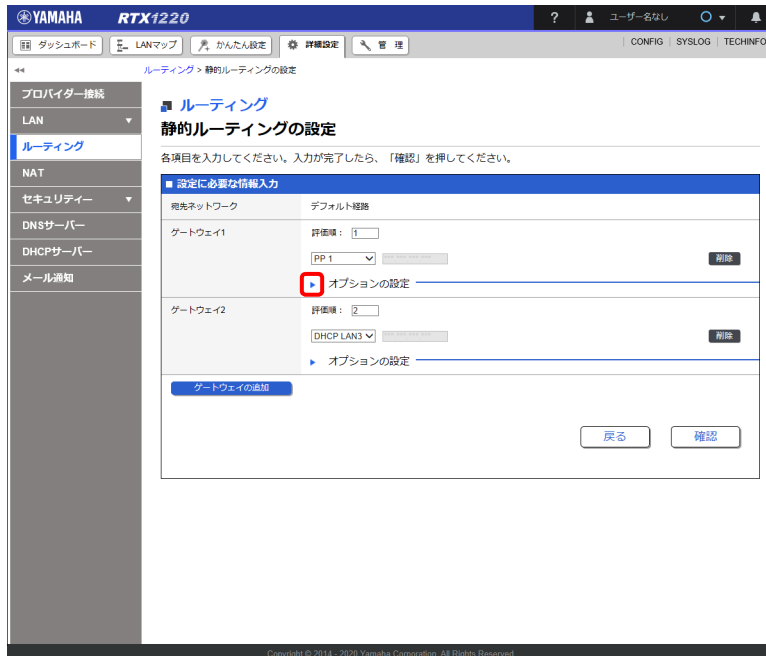 YAMAHA RTX1220 ? ユーザー名なし
ダッシュボード LANマップ かんたん設定 詳細設定 管 理 CONFIG SYSLOG TECHINFO
ルーティング > 静的ルーティングの設定
プロバイダー接続
LAN
ルーティング
NAT
セキュリティー
DNSサーバー
DHCPサーバー
メール通知
ルーティング
静的ルーティングの設定
各項目を入力してください。入力が完了したら、「確認」を押してください。
■ 設定に必要な情報入力
宛先ネットワーク デフォルト経路
ゲートウェイ1 評価順： 1
PP 1 ***.***.***.*** 削除
オプションの設定
ゲートウェイ2 評価順： 2
DHCP LAN3 ***.***.***.*** 削除
オプションの設定
ゲートウェイの追加
戻る 確認
Copyright © 2014 - 2020 Yamaha Corporation. All Rights Reserved.